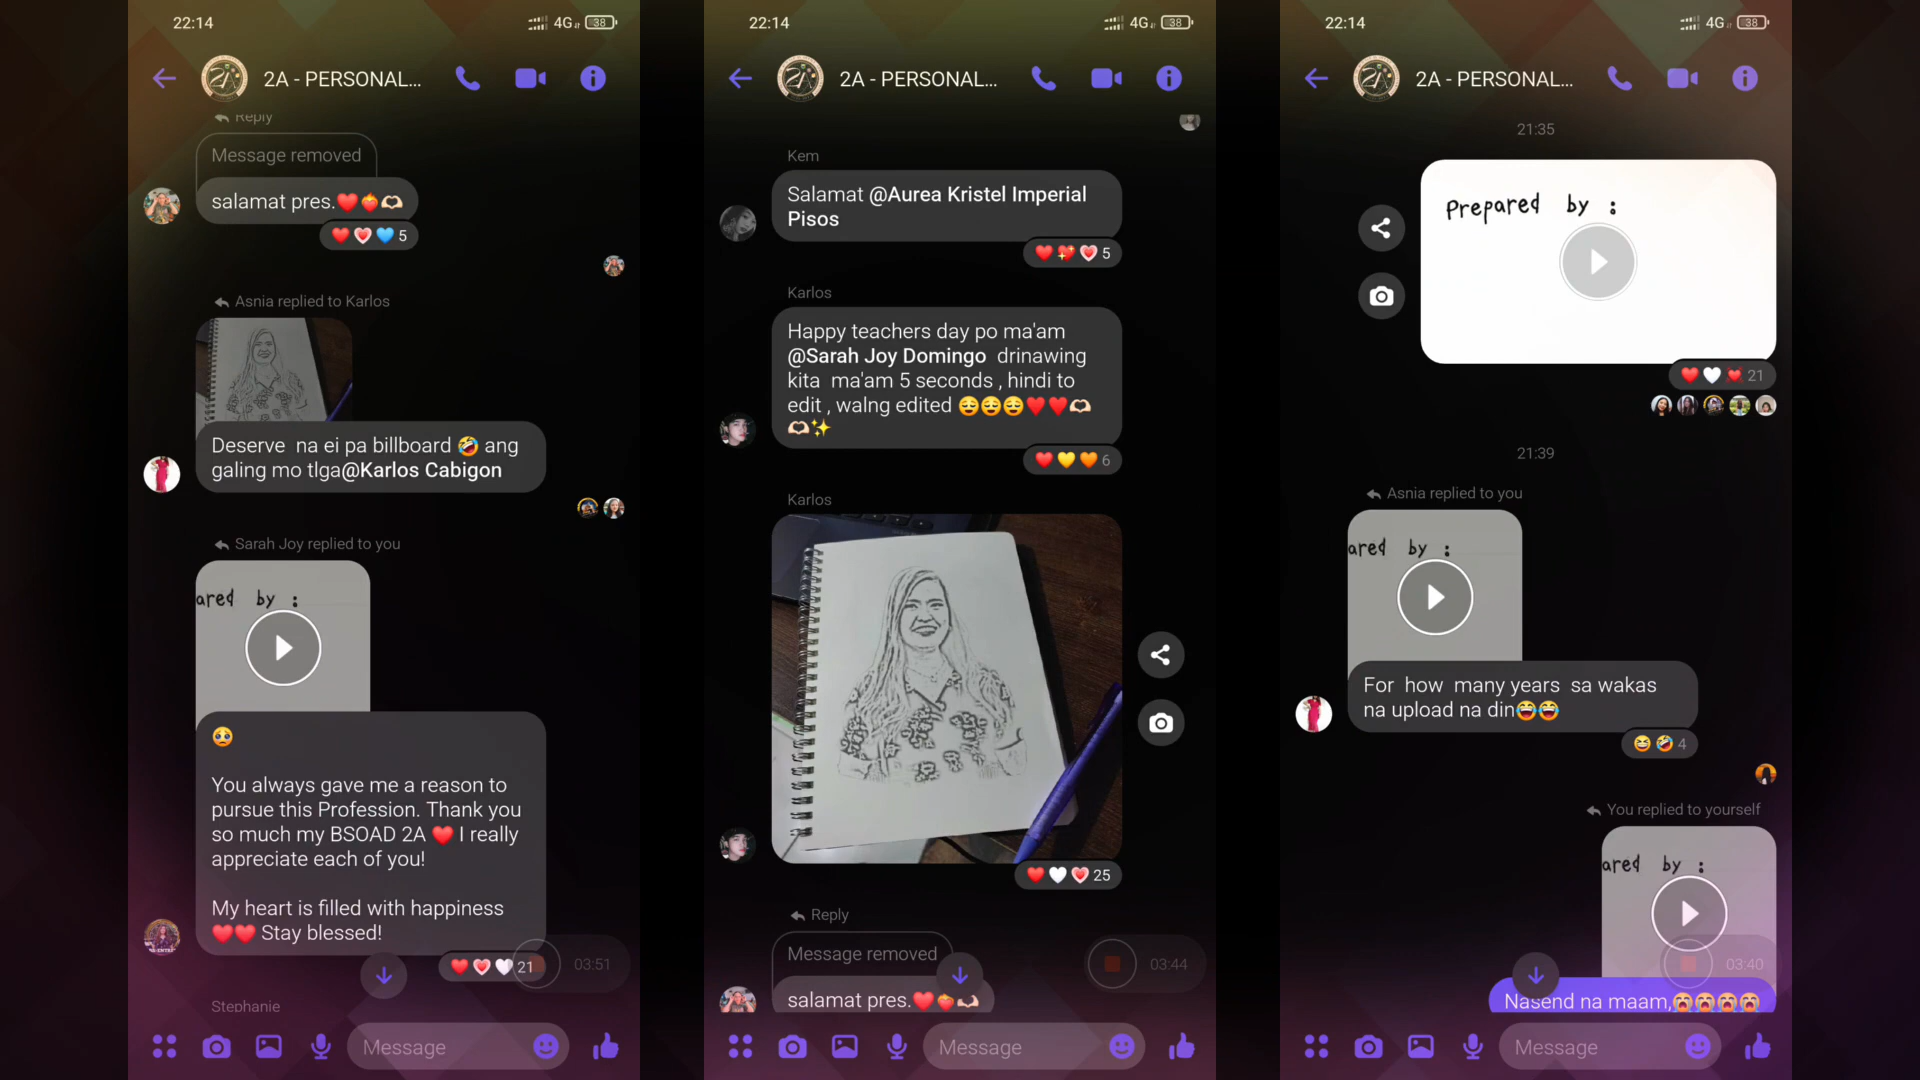 22:14
4G
38
2A - PERSONAL...
Reply
Message removed
salamat pres.❤️❤️‍🔥🫶
5
Asnia replied to Karlos
Deserve na ei pa billboard 🤣 ang
galing mo tlga@Karlos Cabigon
Sarah Joy replied to you
ared by :
🥺
You always gave me a reason to
pursue this Profession. Thank you
so much my BSOAD 2A ❤️ I really
appreciate each of you!
My heart is filled with happiness
❤️❤️ Stay blessed!
21
03:51
Stephanie
Message
22:14
4G
38
2A - PERSONAL...
Kem
Salamat @Aurea Kristel Imperial
Pisos
5
Karlos
Happy teachers day po ma'am
@Sarah Joy Domingo drinawing
kita ma'am 5 seconds , hindi to
edit , walng edited 😌😌😌❤️❤️🫶
🫶✨
6
Karlos
25
Reply
Message removed
03:44
salamat pres.❤️❤️‍🔥🫶
Message
22:14
4G
38
2A - PERSONAL...
21:35
Prepared by :
21
21:39
Asnia replied to you
ared by :
For how many years sa wakas
na upload na din😂😂
4
You replied to yourself
ared by :
03:40
Nasend na maam,😭😭😭😭
Message